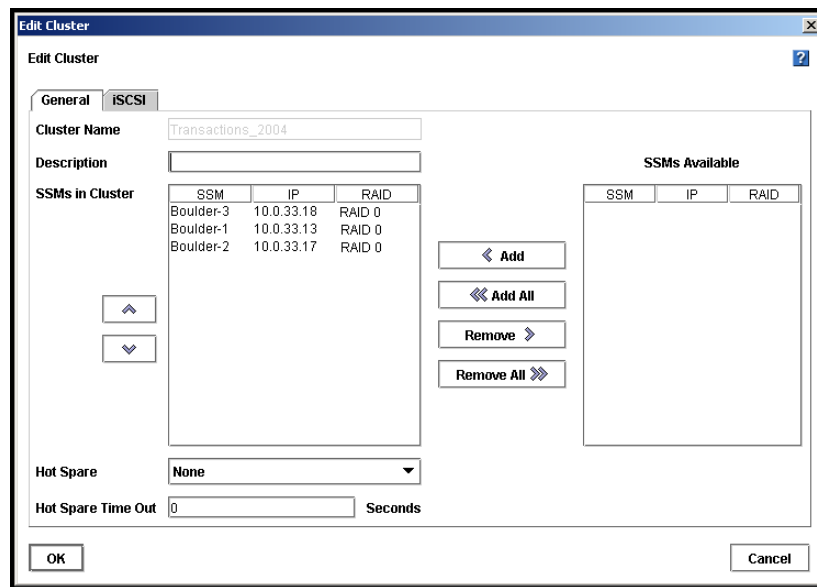 Edit Cluster
Edit Cluster
General iSCSI
Cluster Name Transactions_2004
Description
SSMs in Cluster
SSM IP RAID
Boulder-3 10.0.33.18 RAID 0
Boulder-1 10.0.33.13 RAID 0
Boulder-2 10.0.33.17 RAID 0
Add
Add All
Remove
Remove All
SSMs Available
SSM IP RAID
Hot Spare None
Hot Spare Time Out 0 Seconds
OK Cancel